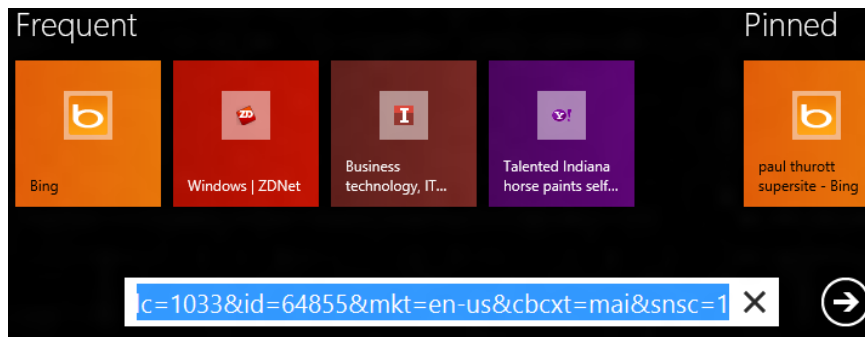 Frequent
Pinned
Bing
Windows | ZDNet
Business
technology, IT...
Talented Indiana
horse paints self...
paul thurott
supersite - Bing
lc=1033&id=64855&mkt=en-us&cbcxt=mai&snsc=1